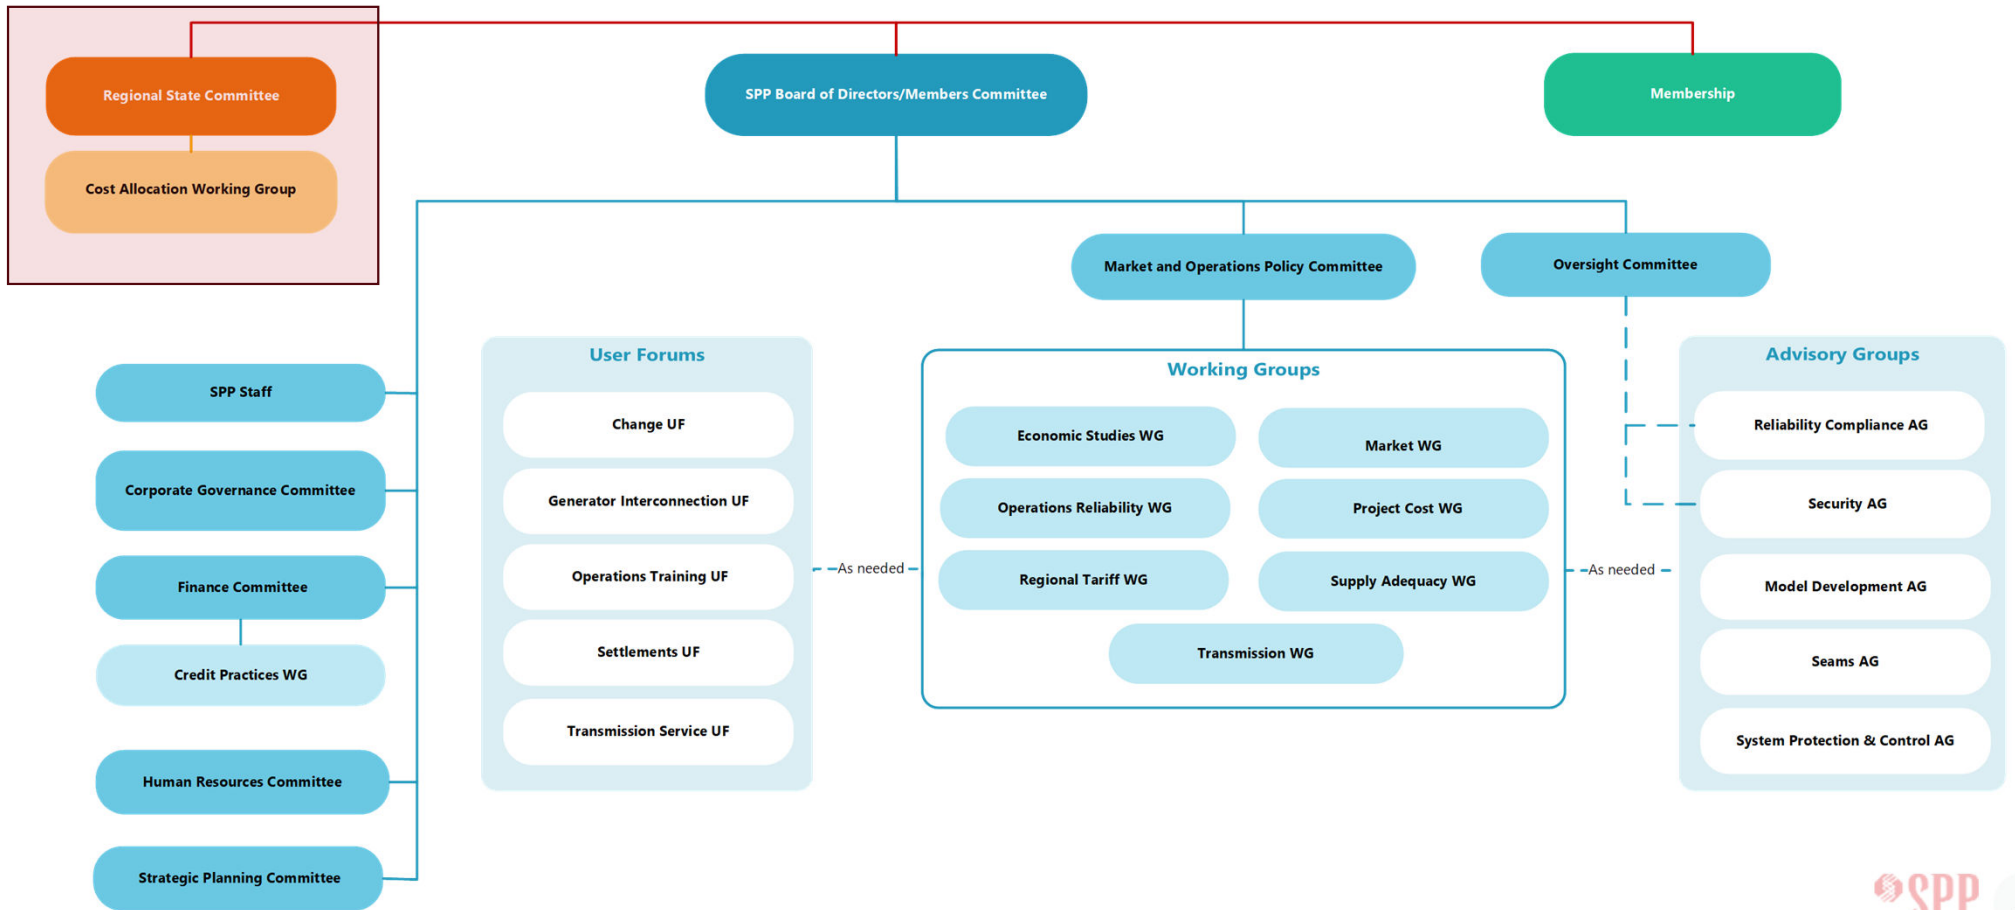 Regional State Committee
SPP Board of Directors/Members Committee
Membership
Cost Allocation Working Group
Market and Operations Policy Committee
Oversight Committee
SPP Staff
Corporate Governance Committee
Finance Committee
Credit Practices WG
Human Resources Committee
Strategic Planning Committee
User Forums
Change UF
Generator Interconnection UF
Operations Training UF
Settlements UF
Transmission Service UF
As needed
Working Groups
Economic Studies WG
Market WG
Operations Reliability WG
Project Cost WG
Regional Tariff WG
Supply Adequacy WG
Transmission WG
As needed
Advisory Groups
Reliability Compliance AG
Security AG
Model Development AG
Seams AG
System Protection & Control AG
SPP